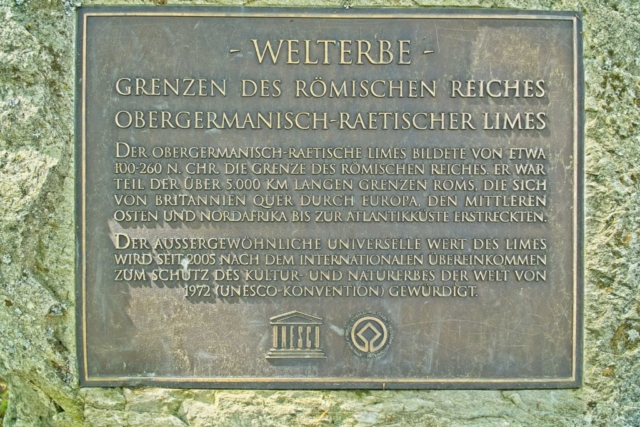 - WELTERBE -
GRENZEN DES RÖMISCHEN REICHES
OBERGERMANISCH-RAETISCHER LIMES
DER OBERGERMANISCH-RAETISCHE LIMES BILDETE VON ETWA
100-260 N. CHR. DIE GRENZE DES RÖMISCHEN REICHES. ER WAR
TEIL DER ÜBER 5.000 KM LANGEN GRENZEN ROMS, DIE SICH
VON BRITANNIEN QUER DURCH EUROPA, DEN MITTLEREN
OSTEN UND NORDAFRIKA BIS ZUR ATLANTIKKÜSTE ERSTRECKTEN.
DER AUSSERGEWÖHNLICHE UNIVERSELLE WERT DES LIMES
WIRD SEIT 2005 NACH DEM INTERNATIONALEN ÜBEREINKOMMEN
ZUM SCHUTZ DES KULTUR- UND NATURERBES DER WELT VON
1972 (UNESCO-KONVENTION) GEWÜRDIGT.
UNESCO